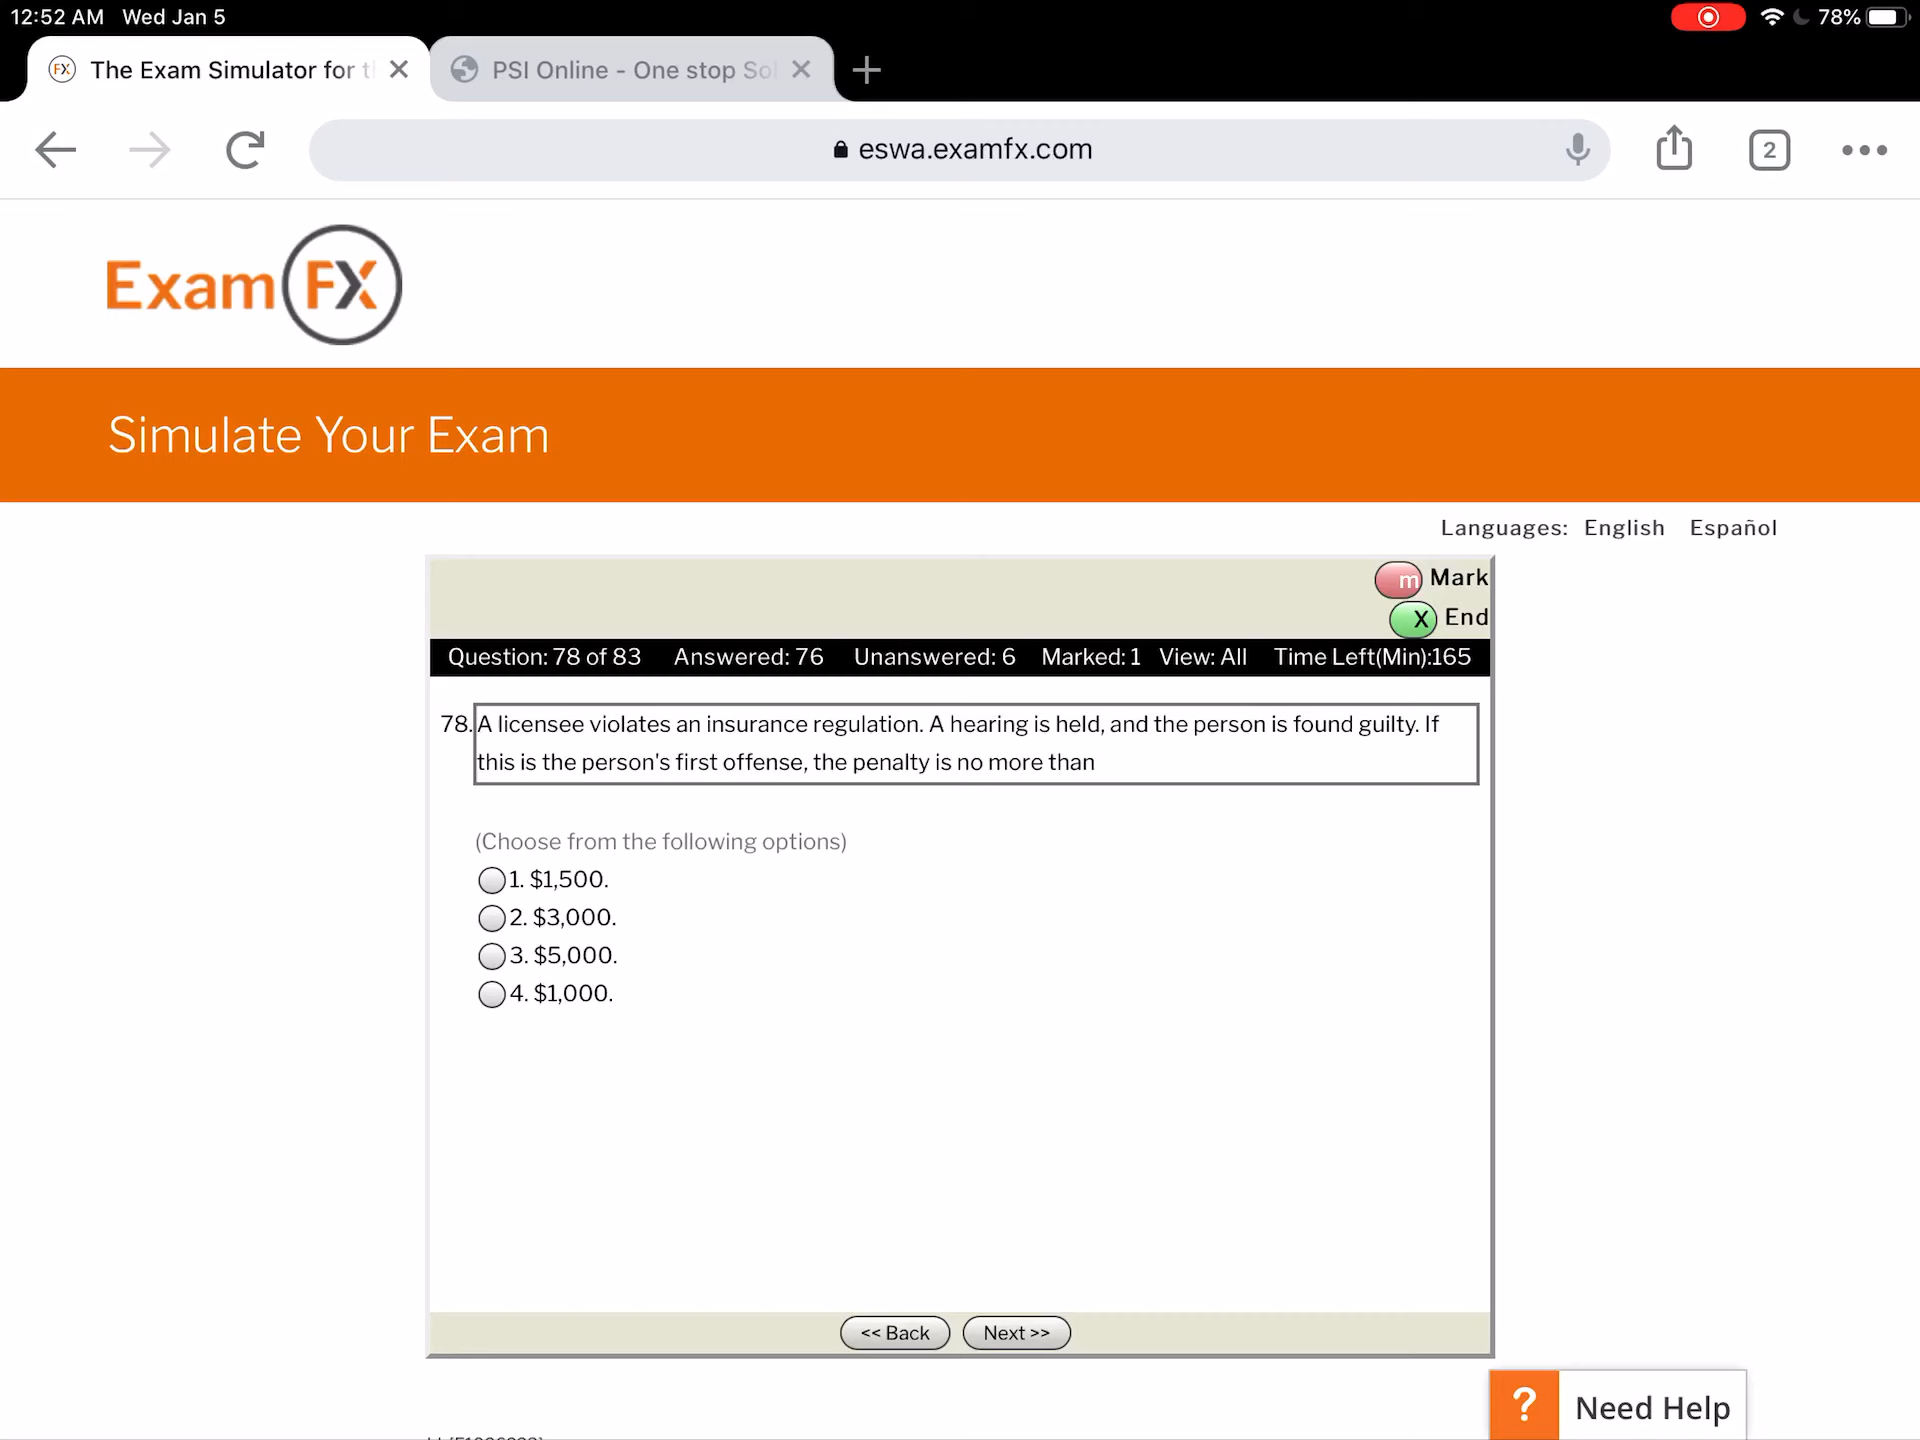 12:52 AM Wed Jan 5
78%
FX The Exam Simulator for t
PSI Online - One stop Sol
eswa.examfx.com
2
Exam FX
Simulate Your Exam
Languages: English Español
m Mark
X End
Question: 78 of 83 Answered: 76 Unanswered: 6 Marked: 1 View: All Time Left(Min):165
78. A licensee violates an insurance regulation. A hearing is held, and the person is found guilty. If
this is the person's first offense, the penalty is no more than
(Choose from the following options)
1. $1,500.
2. $3,000.
3. $5,000.
4. $1,000.
<< Back Next >>
? Need Help